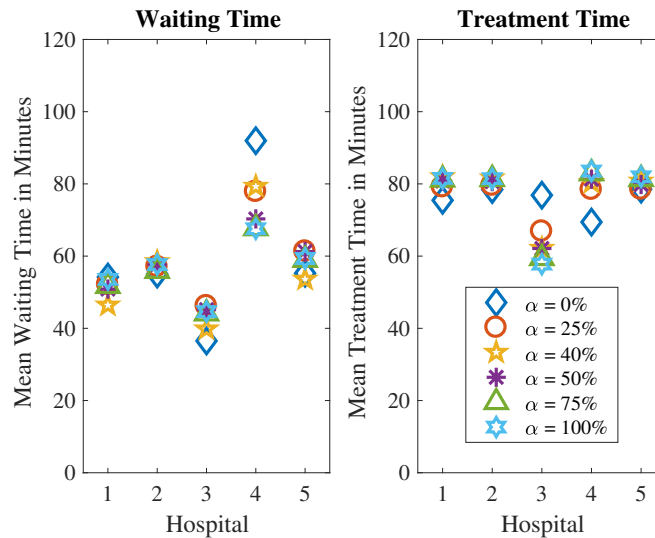 Waiting Time
Mean Waiting Time in Minutes
120
100
80
60
40
20
0
1 2 3 4 5
Hospital
Treatment Time
Mean Treatment Time in Minutes
120
100
80
60
40
20
0
α = 0%
α = 25%
α = 40%
α = 50%
α = 75%
α = 100%
1 2 3 4 5
Hospital